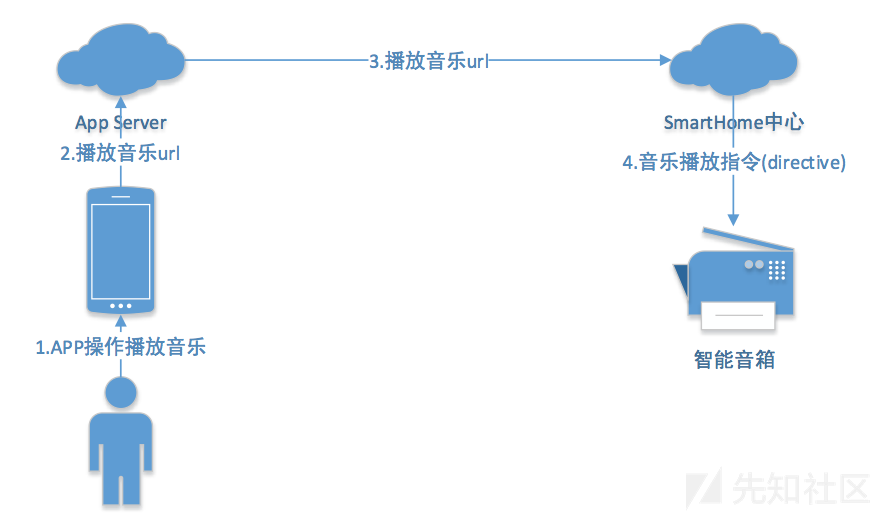 3.播放音乐url
App Server
SmartHome中心
2.播放音乐url
4.音乐播放指令(directive)
1.APP操作播放音乐
智能音箱
先知社区